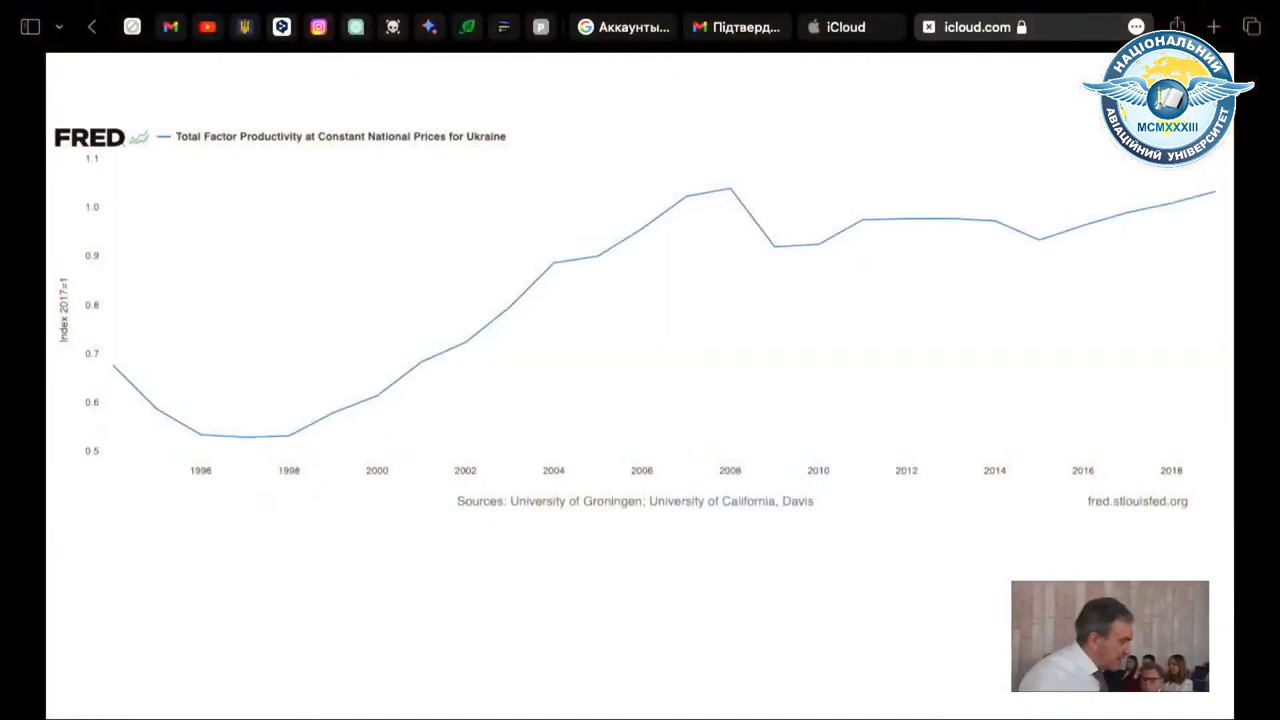 Аккаунты...
Підтверд...
iCloud
icloud.com
НАЦІОНАЛЬНИЙ
АВІАЦІЙНИЙ УНІВЕРСИТЕТ
MCMXXXIII
FRED
Total Factor Productivity at Constant National Prices for Ukraine
1.1
1.0
0.9
0.8
0.7
0.6
0.5
Index 2017=1
1996 1998 2000 2002 2004 2006 2008 2010 2012 2014 2016 2018
Sources: University of Groningen; University of California, Davis
fred.stlouisfed.org